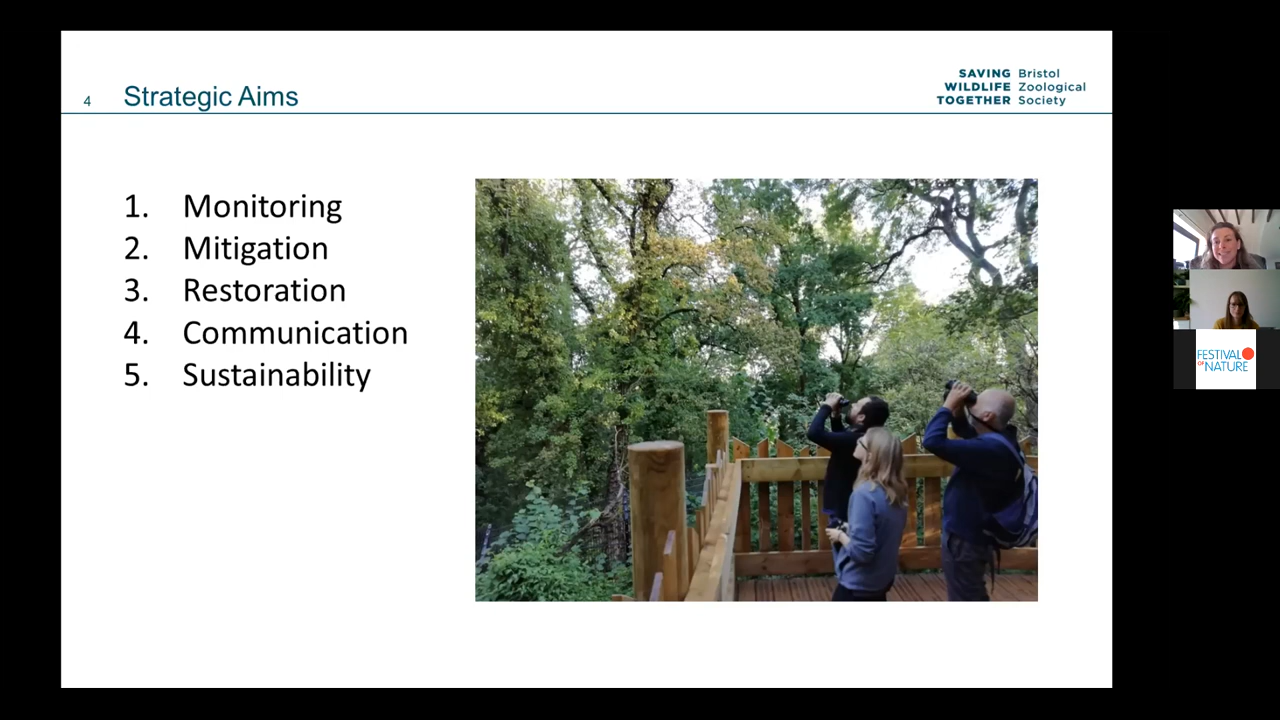 4 Strategic Aims
SAVING Bristol
WILDLIFE Zoological
TOGETHER Society
1. Monitoring
2. Mitigation
3. Restoration
4. Communication
5. Sustainability
FESTIVAL
OF NATURE